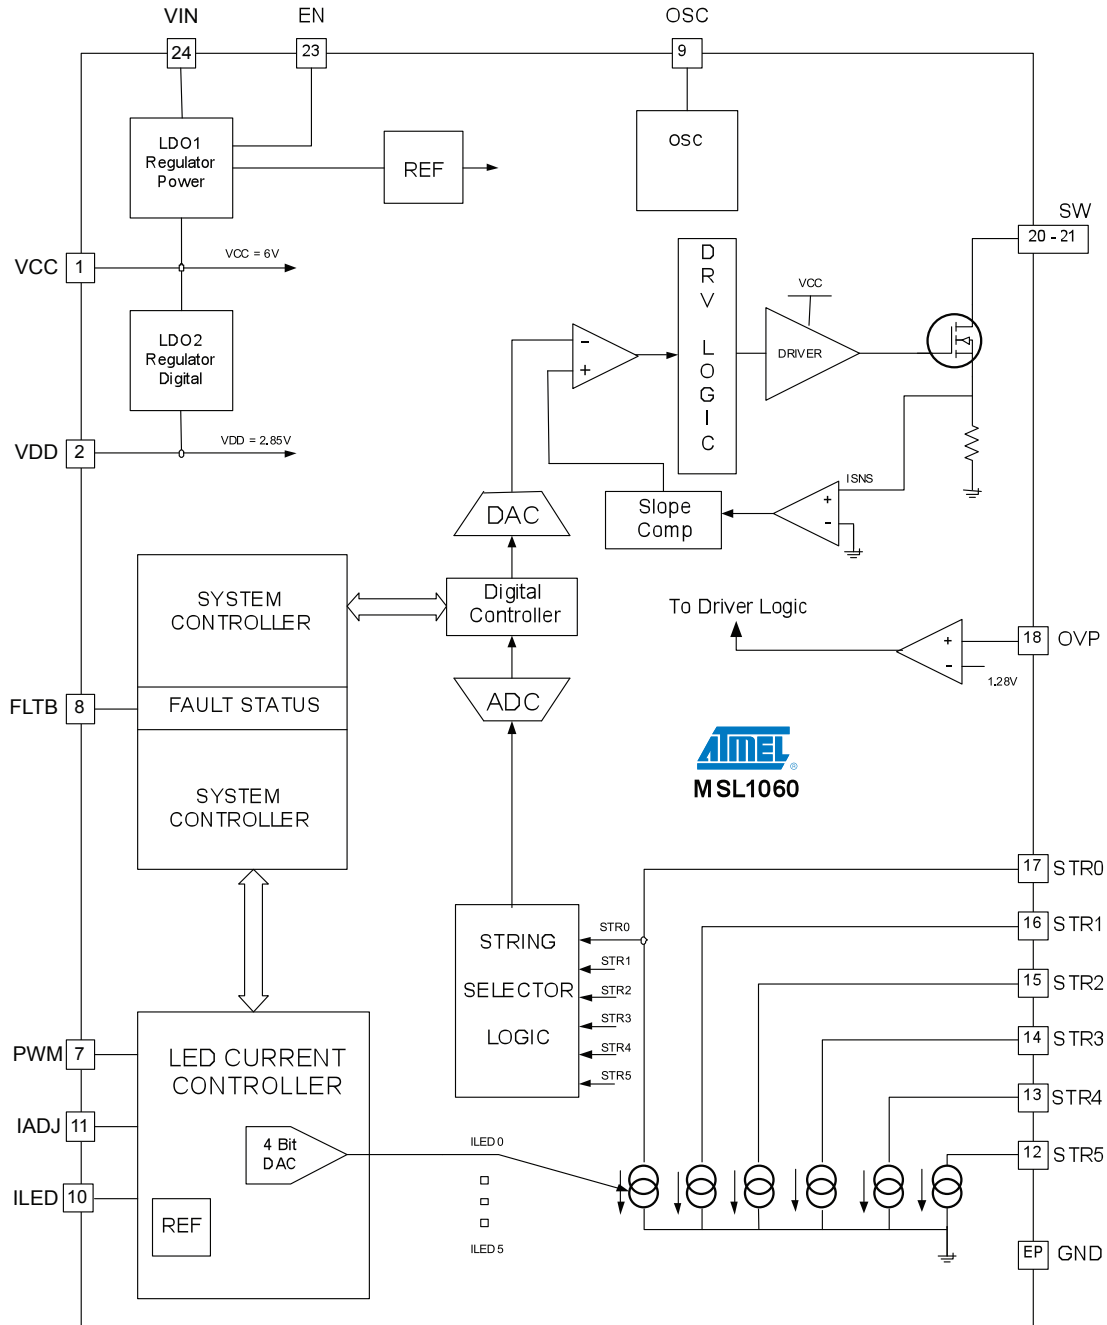 VIN
EN
OSC
24
23
9
LDO1
Regulator
Power
REF
OSC
SW
20 - 21
VCC
1
VCC = 6V
DRV LOGIC
VCC
DRIVER
LDO2
Regulator
Digital
-
+
VDD
2
VDD = 2.85V
ISNS
DAC
Slope
Comp
+
-
SYSTEM
CONTROLLER
Digital
Controller
To Driver Logic
+
-
18
OVP
1.28V
FLTB
8
FAULT STATUS
ADC
ATMEL®
MSL1060
SYSTEM
CONTROLLER
17
STR0
16
STR1
15
STR2
14
STR3
13
STR4
12
STR5
STRING
SELECTOR
LOGIC
STR0
STR1
STR2
STR3
STR4
STR5
PWM
7
LED CURRENT
CONTROLLER
IADJ
11
4 Bit
DAC
ILED 0
ILED
10
REF
ILED 5
EP
GND